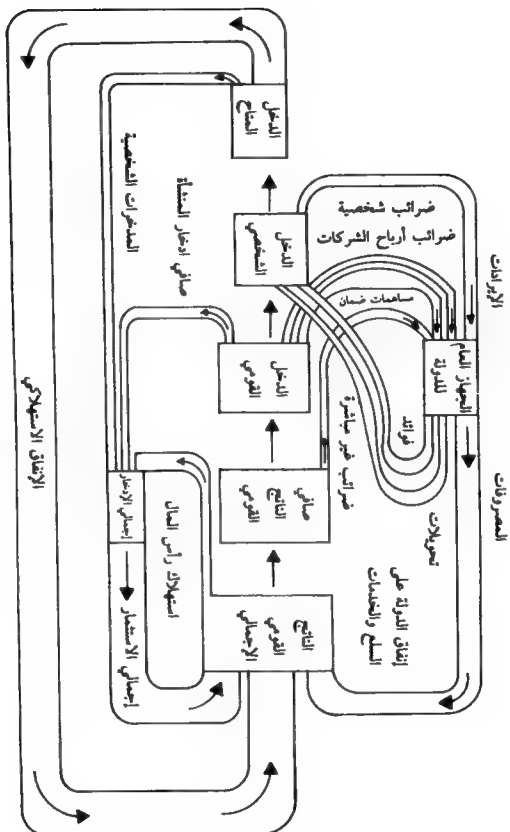 الإيرادات
المصروفات
ضرائب شخصية
ضرائب أرباح الشركات
مساهمات ضمان
الجهاز العام
للدولة
فوائد
تحويلات
إنفاق الدولة على
السلع والخدمات
ضرائب غير مباشرة
الدخل
المتاح
الدخل
الشخصي
الدخل
القومي
صافي
الناتج
القومي
الناتج
القومي
الإجمالي
المدخرات الشخصية
صافي ادخار المنشأة
إجمالي الادخار
استهلاك رأس المال
إجمالي الاستثمار
الإنفاق الاستهلاكي